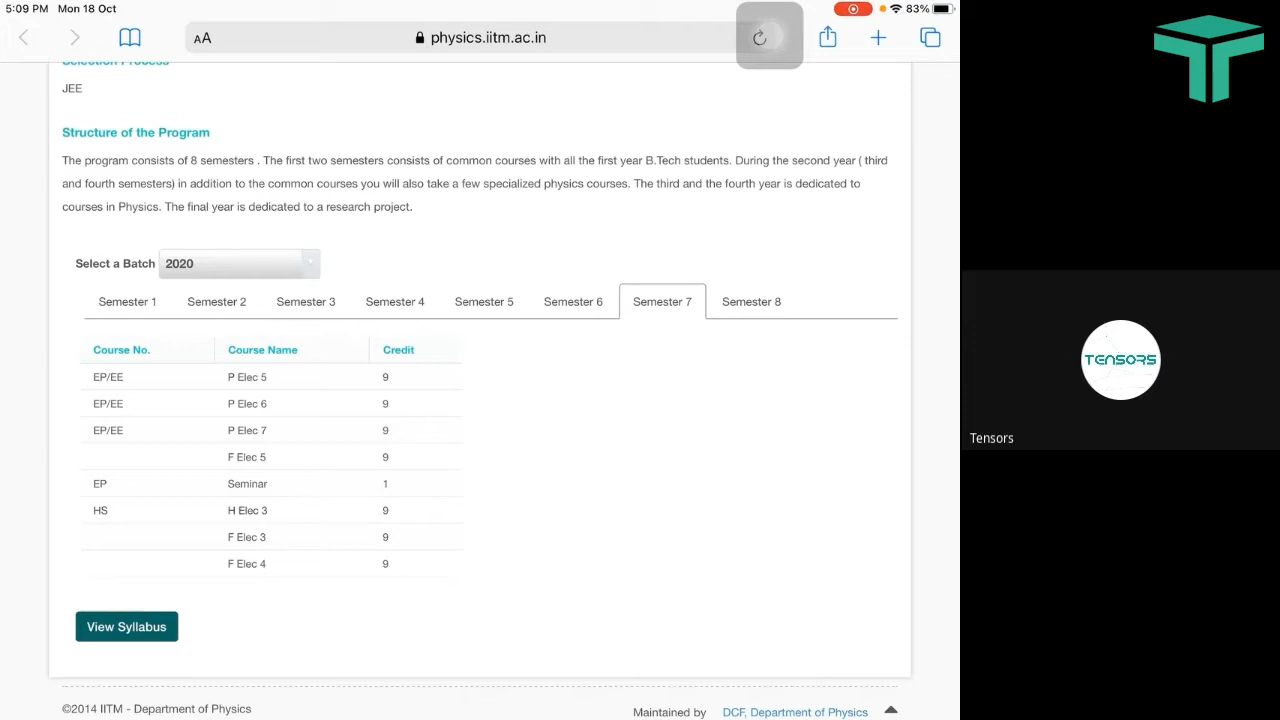 5:09 PM Mon 18 Oct
83%
AA
physics.iitm.ac.in
Selection Process
JEE
Structure of the Program
The program consists of 8 semesters . The first two semesters consists of common courses with all the first year B.Tech students. During the second year ( third
and fourth semesters) in addition to the common courses you will also take a few specialized physics courses. The third and the fourth year is dedicated to
courses in Physics. The final year is dedicated to a research project.
Select a Batch 2020
Semester 1 Semester 2 Semester 3 Semester 4 Semester 5 Semester 6 Semester 7 Semester 8
Course No. Course Name Credit
EP/EE P Elec 5 9
EP/EE P Elec 6 9
EP/EE P Elec 7 9
F Elec 5 9
EP Seminar 1
HS H Elec 3 9
F Elec 3 9
F Elec 4 9
View Syllabus
©2014 IITM - Department of Physics
Maintained by DCF, Department of Physics
TENSORS
Tensors